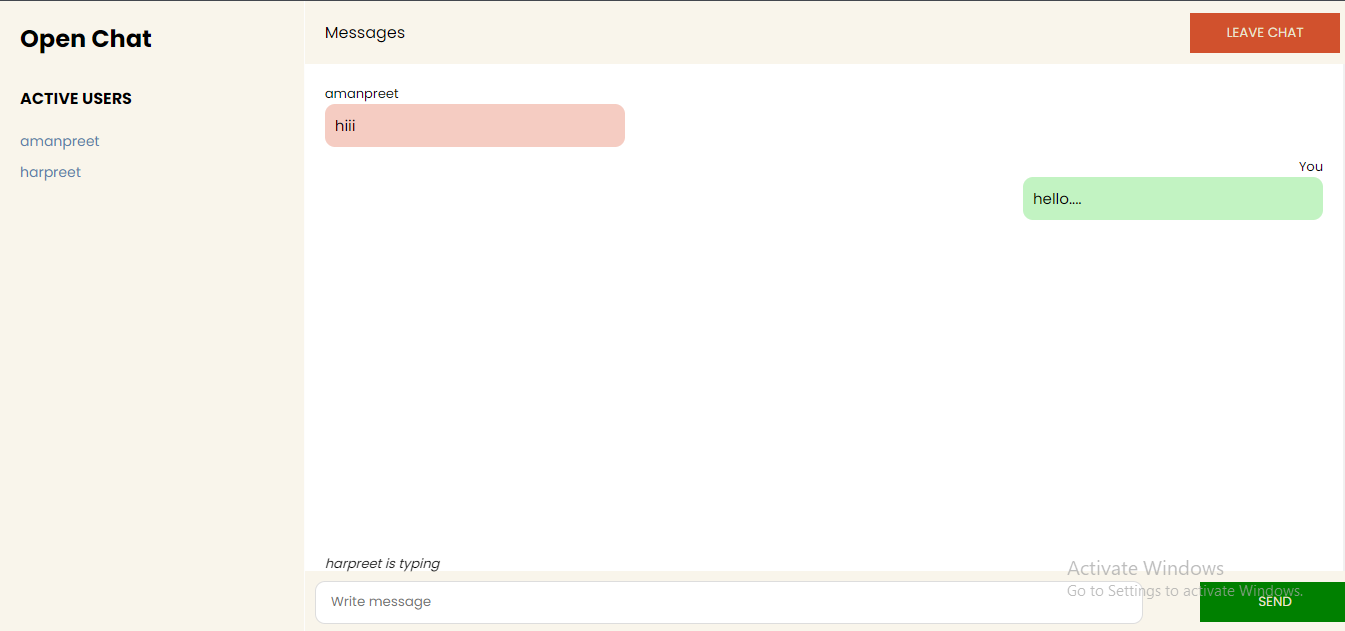 Open Chat
ACTIVE USERS
amanpreet
harpreet
Messages
LEAVE CHAT
amanpreet
hiii
You
hello....
harpreet is typing
Write message
Activate Windows
Go to Settings to activate Windows.
SEND